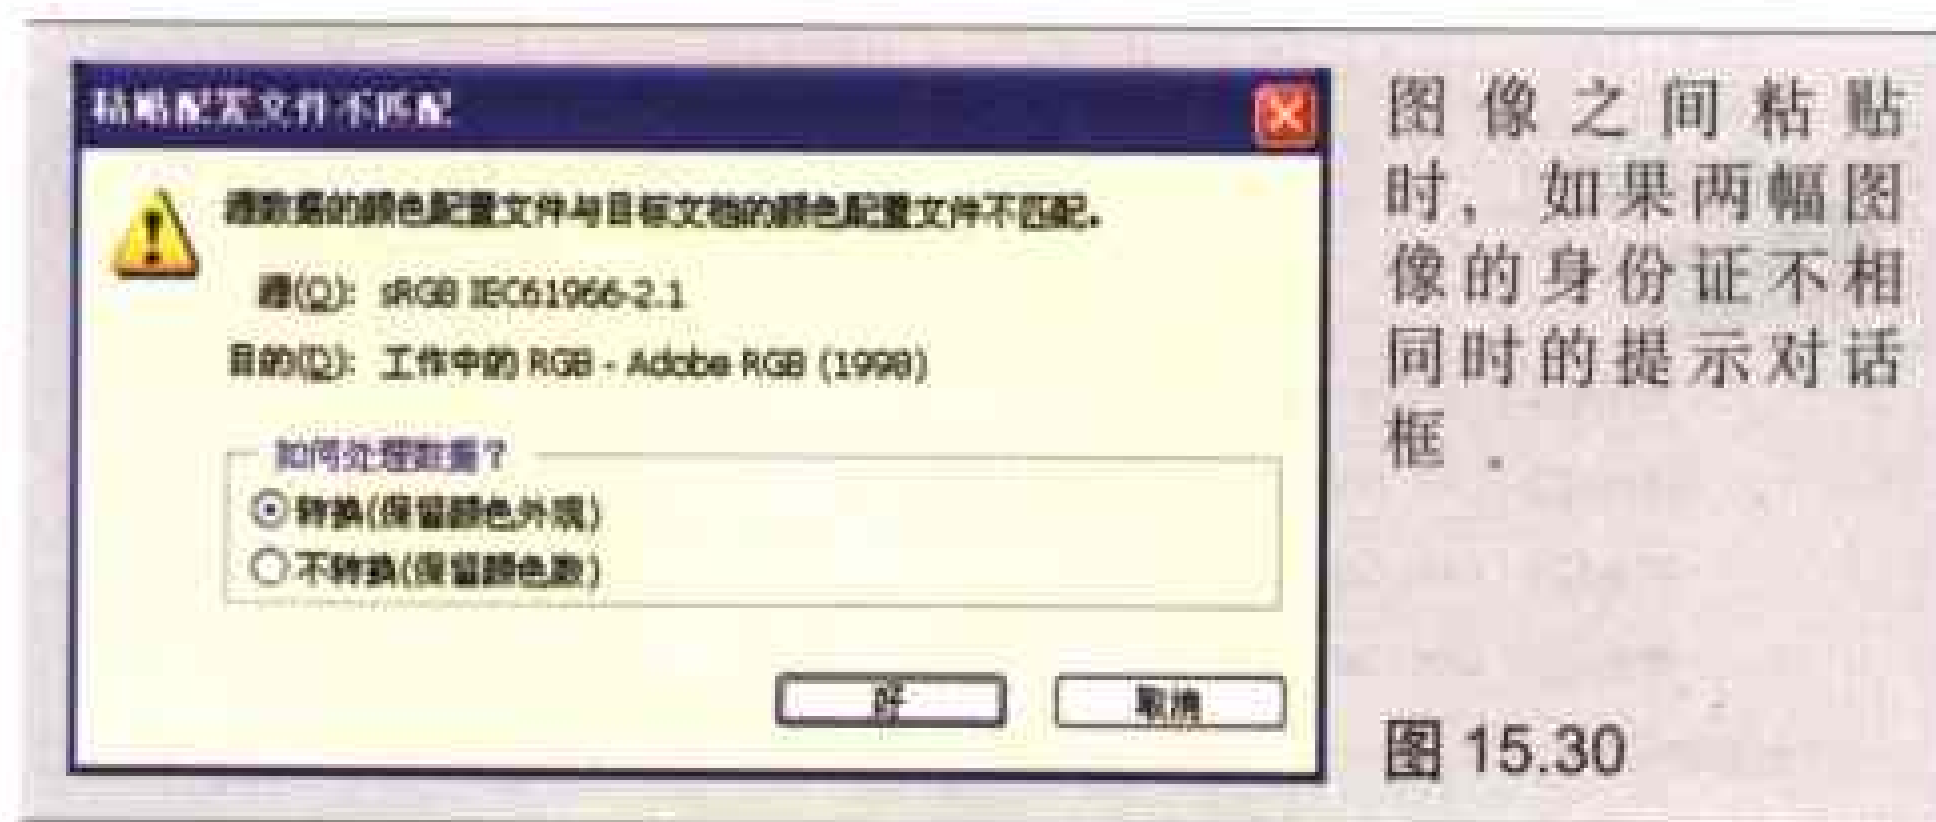 粘贴配置文件不匹配
源数据的颜色配置文件与目标文档的颜色配置文件不匹配。
源(O): sRGB IEC61966-2.1
目的(D): 工作中的 RGB - Adobe RGB (1998)
如何处理数据?
转换(保留颜色外观)
不转换(保留颜色数)
好
取消
图像之间粘贴
时，如果两幅图
像的身份证不相
同时的提示对话
框．
图 15.30